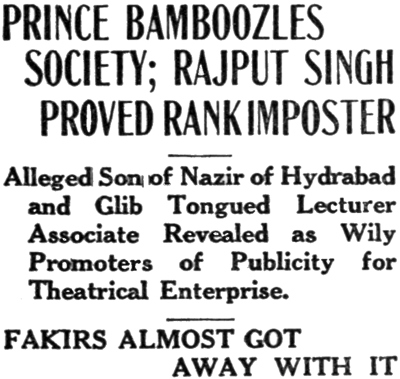 PRINCE BAMBOOZLES
SOCIETY; RAJPUT SINGH
PROVED RANK IMPOSTER
Alleged Son of Nazir of Hydrabad
and Glib Tongued Lecturer
Associate Revealed as Wily
Promoters of Publicity for
Theatrical Enterprise.
FAKIRS ALMOST GOT
AWAY WITH IT